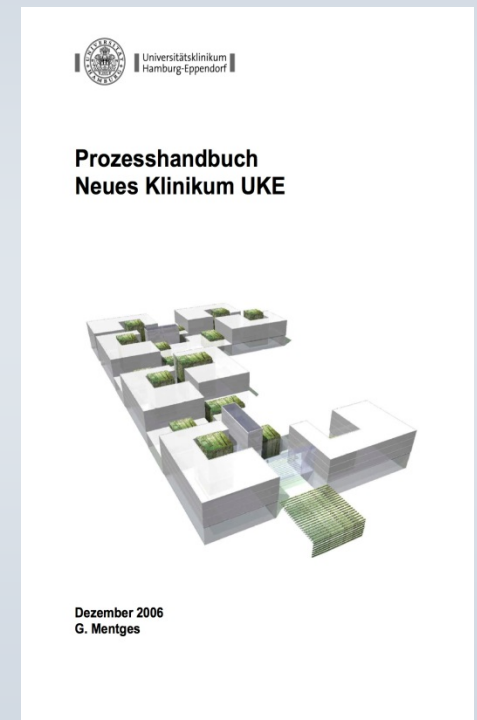 Universitätsklinikum
Hamburg-Eppendorf
Prozesshandbuch
Neues Klinikum UKE
Dezember 2006
G. Mentges